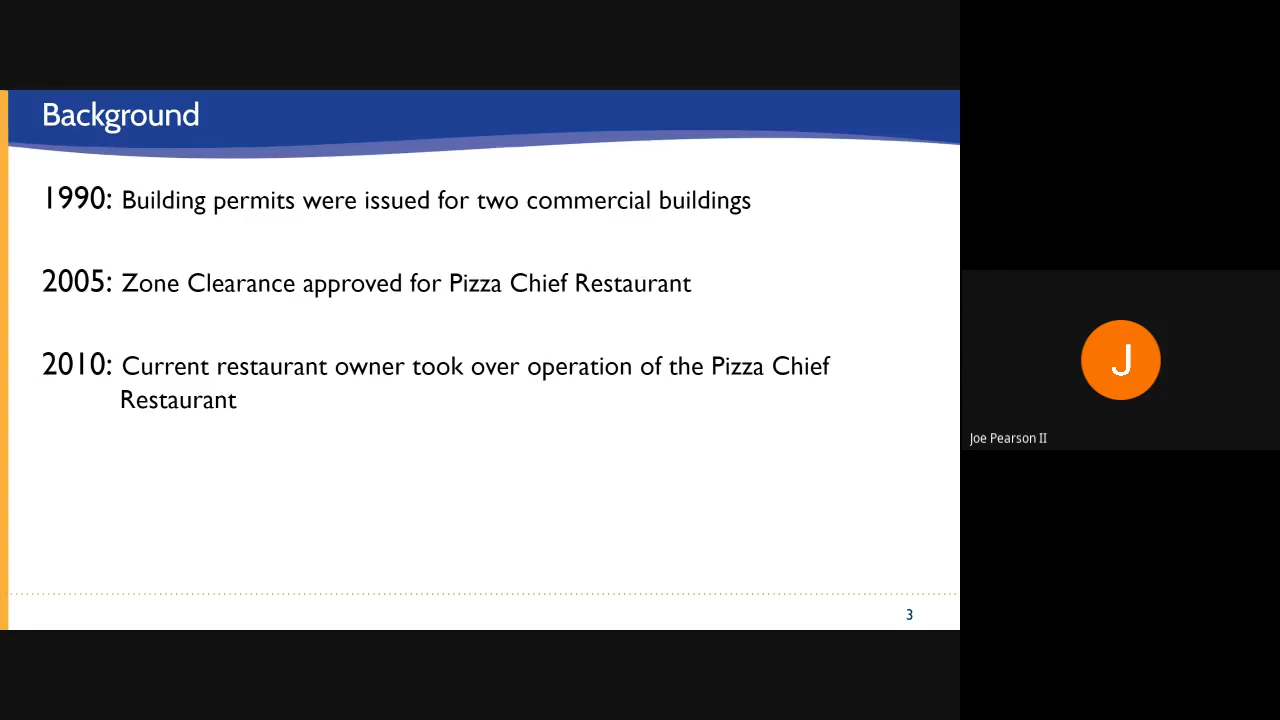 Background
1990: Building permits were issued for two commercial buildings
2005: Zone Clearance approved for Pizza Chief Restaurant
2010: Current restaurant owner took over operation of the Pizza Chief
Restaurant
3
J
Joe Pearson II